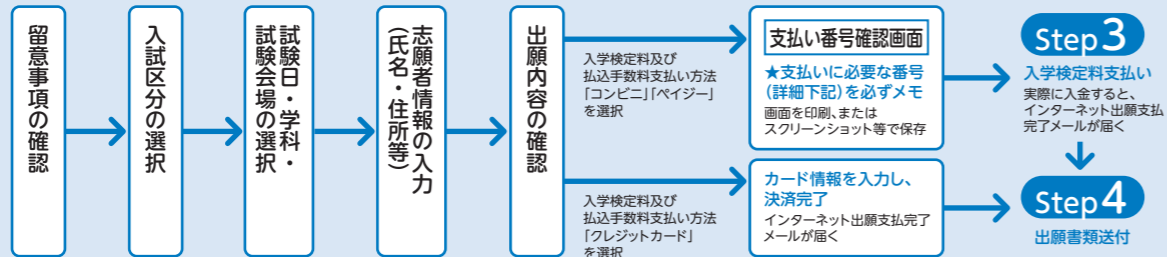 留意事項の確認
入試区分の選択
試験日・学科・
試験会場の選択
志願者情報の入力
(氏名・住所等)
出願内容の確認
入学検定料及び
払込手数料支払い方法
「コンビニ」「ペイジー」
を選択
支払い番号確認画面
★支払いに必要な番号
(詳細下記)を必ずメモ
画面を印刷、または
スクリーンショット等で保存
Step3
入学検定料支払い
実際に入金すると、
インターネット出願支払
完了メールが届く
入学検定料及び
払込手数料支払い方法
「クレジットカード」
を選択
カード情報を入力し、
決済完了
インターネット出願支払完了
メールが届く
Step4
出願書類送付